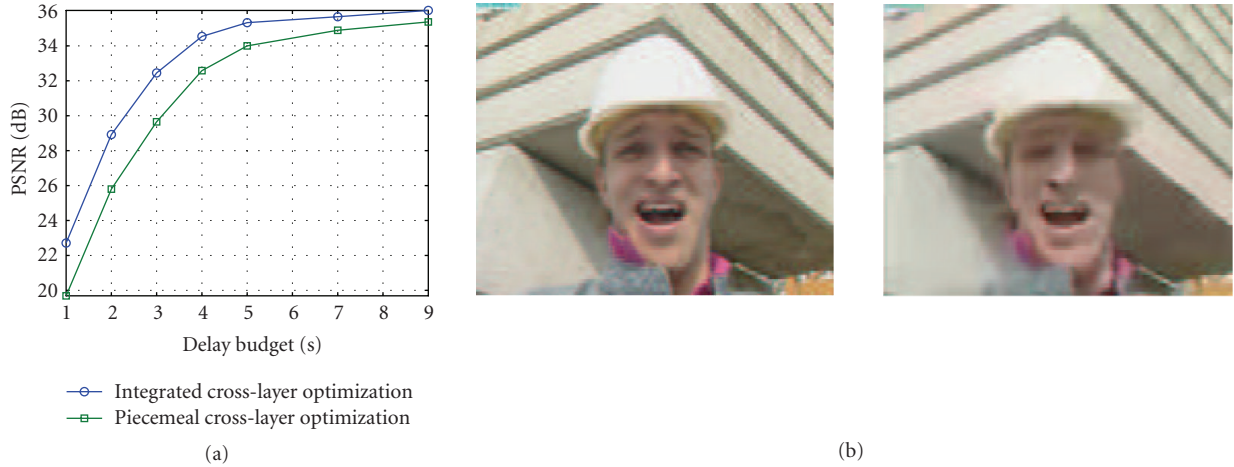 36
34
32
30
28
26
24
22
20
PSNR (dB)
1 2 3 4 5 6 7 8 9
Delay budget (s)
Integrated cross-layer optimization
Piecemeal cross-layer optimization
(a)
(b)